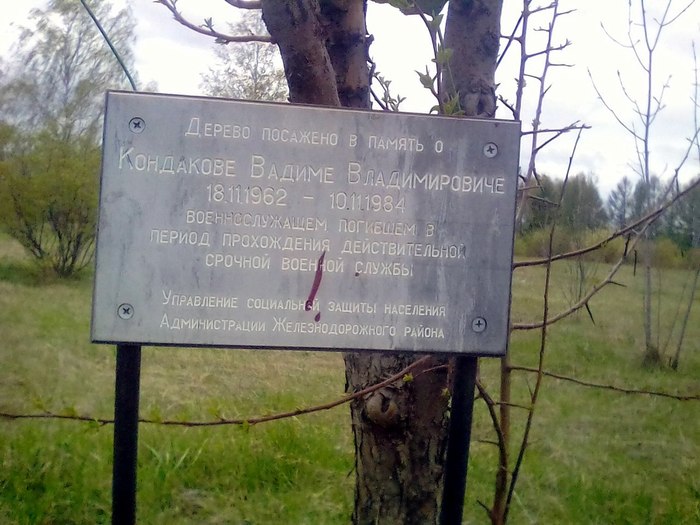 Дерево посажено в память о
Кондакове Вадиме Владимировиче
18.11.1962 - 10.11.1984
военнослужащем погибшем в
период прохождения действительной
срочной военной службы
Управление социальной защиты населения
Администрации Железнодорожного района